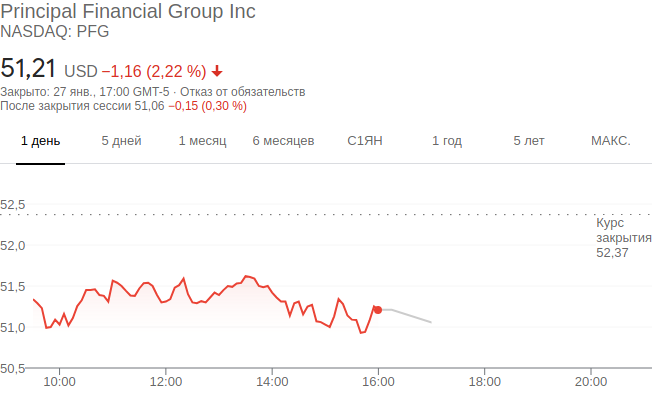 Principal Financial Group Inc
NASDAQ: PFG
51,21 USD −1,16 (2,22 %)
Закрыто: 27 янв., 17:00 GMT-5 · Отказ от обязательств
После закрытия сессии 51,06 −0,15 (0,30 %)
1 день 5 дней 1 месяц 6 месяцев С1ЯН 1 год 5 лет МАКС.
52,5
Курс
закрытия
52,37
52,0
51,5
51,0
50,5
10:00 12:00 14:00 16:00 18:00 20:00